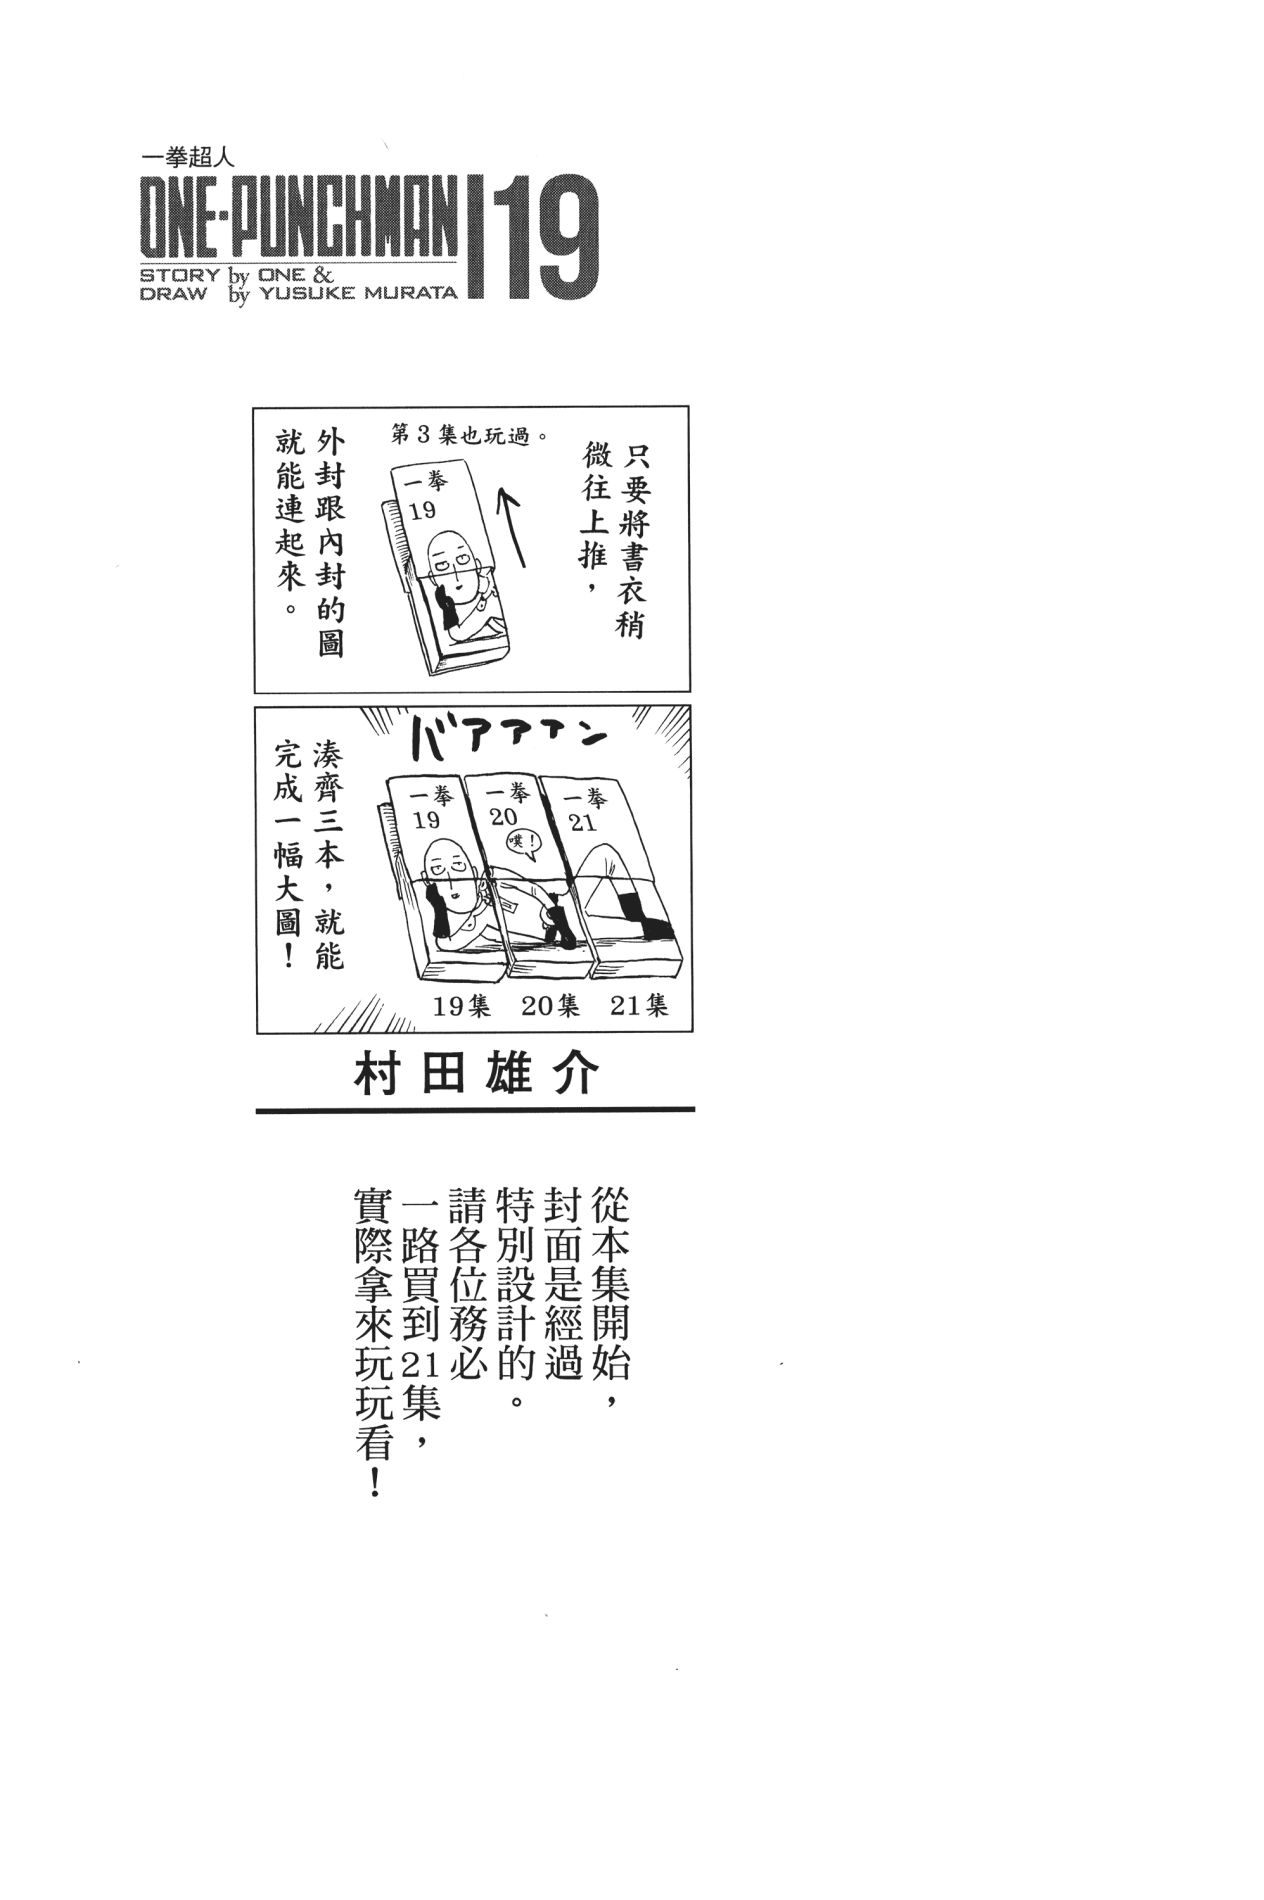 一拳超人
ONE-PUNCHMAN 19
STORY by ONE &
DRAW by YUSUKE MURATA
只要將書衣稍
微往上推，
第3集也玩過。
一拳
19
外封跟內封的圖
就能連起來。
バアアアン
一拳
19
一拳
20
噗！
一拳
21
湊齊三本，就能
完成一幅大圖！
19集 20集 21集
村田雄介
從本集開始，
封面是經過
特別設計的。
請各位務必
一路買到21集，
實際拿來玩玩看！